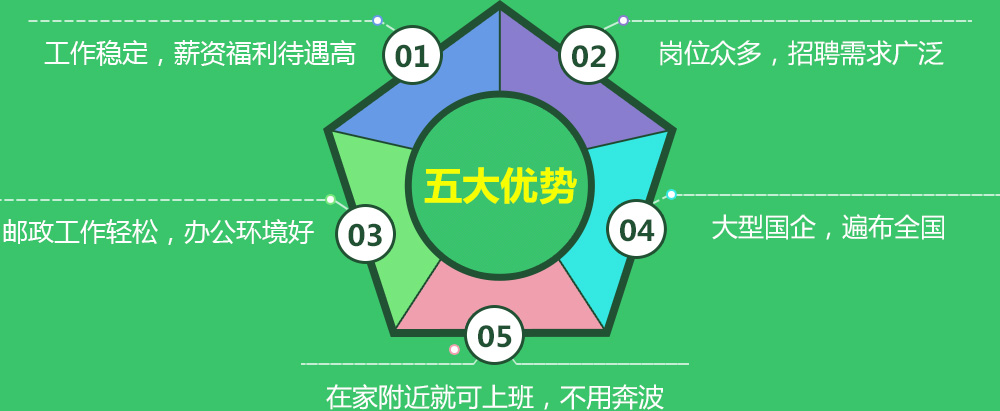 01
工作稳定，薪资福利待遇高
02
岗位众多，招聘需求广泛
五大优势
03
邮政工作轻松，办公环境好
04
大型国企，遍布全国
05
在家附近就可上班，不用奔波